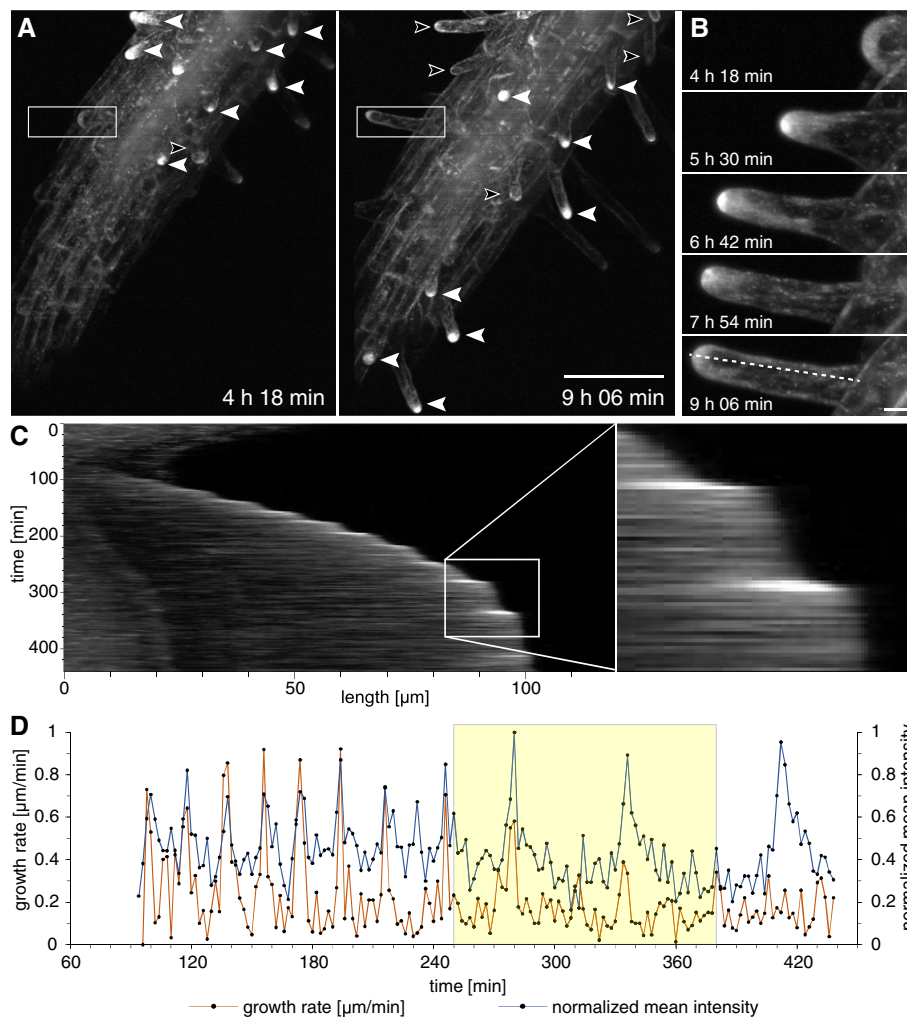 A
4 h 18 min
9 h 06 min
B
4 h 18 min
5 h 30 min
6 h 42 min
7 h 54 min
9 h 06 min
C
0
100
200
300
400
time [min]
0
50
100
length [µm]
D
1
0.8
0.6
0.4
0.2
0
growth rate [µm/min]
1
0.8
0.6
0.4
0.2
0
normalized mean intensity
60
120
180
240
300
360
420
time [min]
growth rate [µm/min]
normalized mean intensity